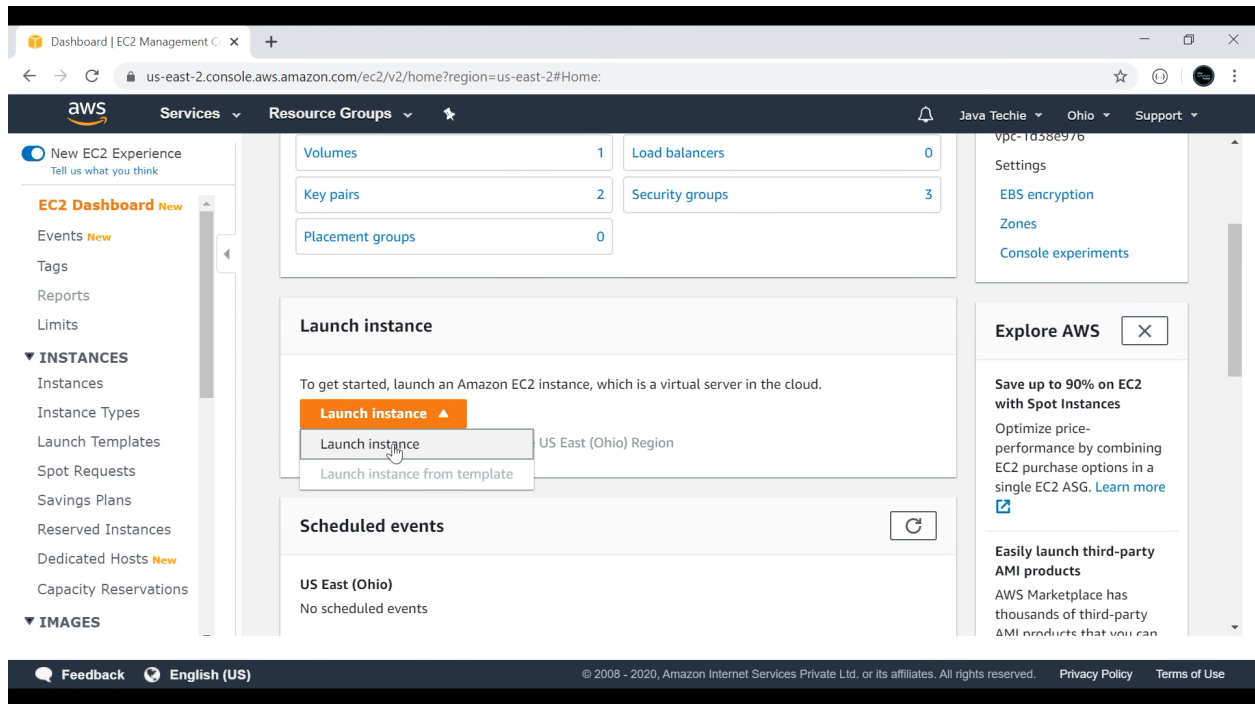 Dashboard | EC2 Management C
us-east-2.console.aws.amazon.com/ec2/v2/home?region=us-east-2#Home:
aws Services Resource Groups Java Techie Ohio Support
New EC2 Experience
Tell us what you think
EC2 Dashboard New
Events New
Tags
Reports
Limits
INSTANCES
Instances
Instance Types
Launch Templates
Spot Requests
Savings Plans
Reserved Instances
Dedicated Hosts New
Capacity Reservations
IMAGES
Volumes 1 Load balancers 0
Key pairs 2 Security groups 3
Placement groups 0
Launch instance
To get started, launch an Amazon EC2 instance, which is a virtual server in the cloud.
Launch instance
Launch instance
US East (Ohio) Region
Launch instance from template
Scheduled events
US East (Ohio)
No scheduled events
vpc-1d38e976
Settings
EBS encryption
Zones
Console experiments
Explore AWS
Save up to 90% on EC2
with Spot Instances
Optimize price-
performance by combining
EC2 purchase options in a
single EC2 ASG. Learn more
Easily launch third-party
AMI products
AWS Marketplace has
thousands of third-party
AMI products that you can
Feedback English (US) © 2008 - 2020, Amazon Internet Services Private Ltd. or its affiliates. All rights reserved. Privacy Policy Terms of Use